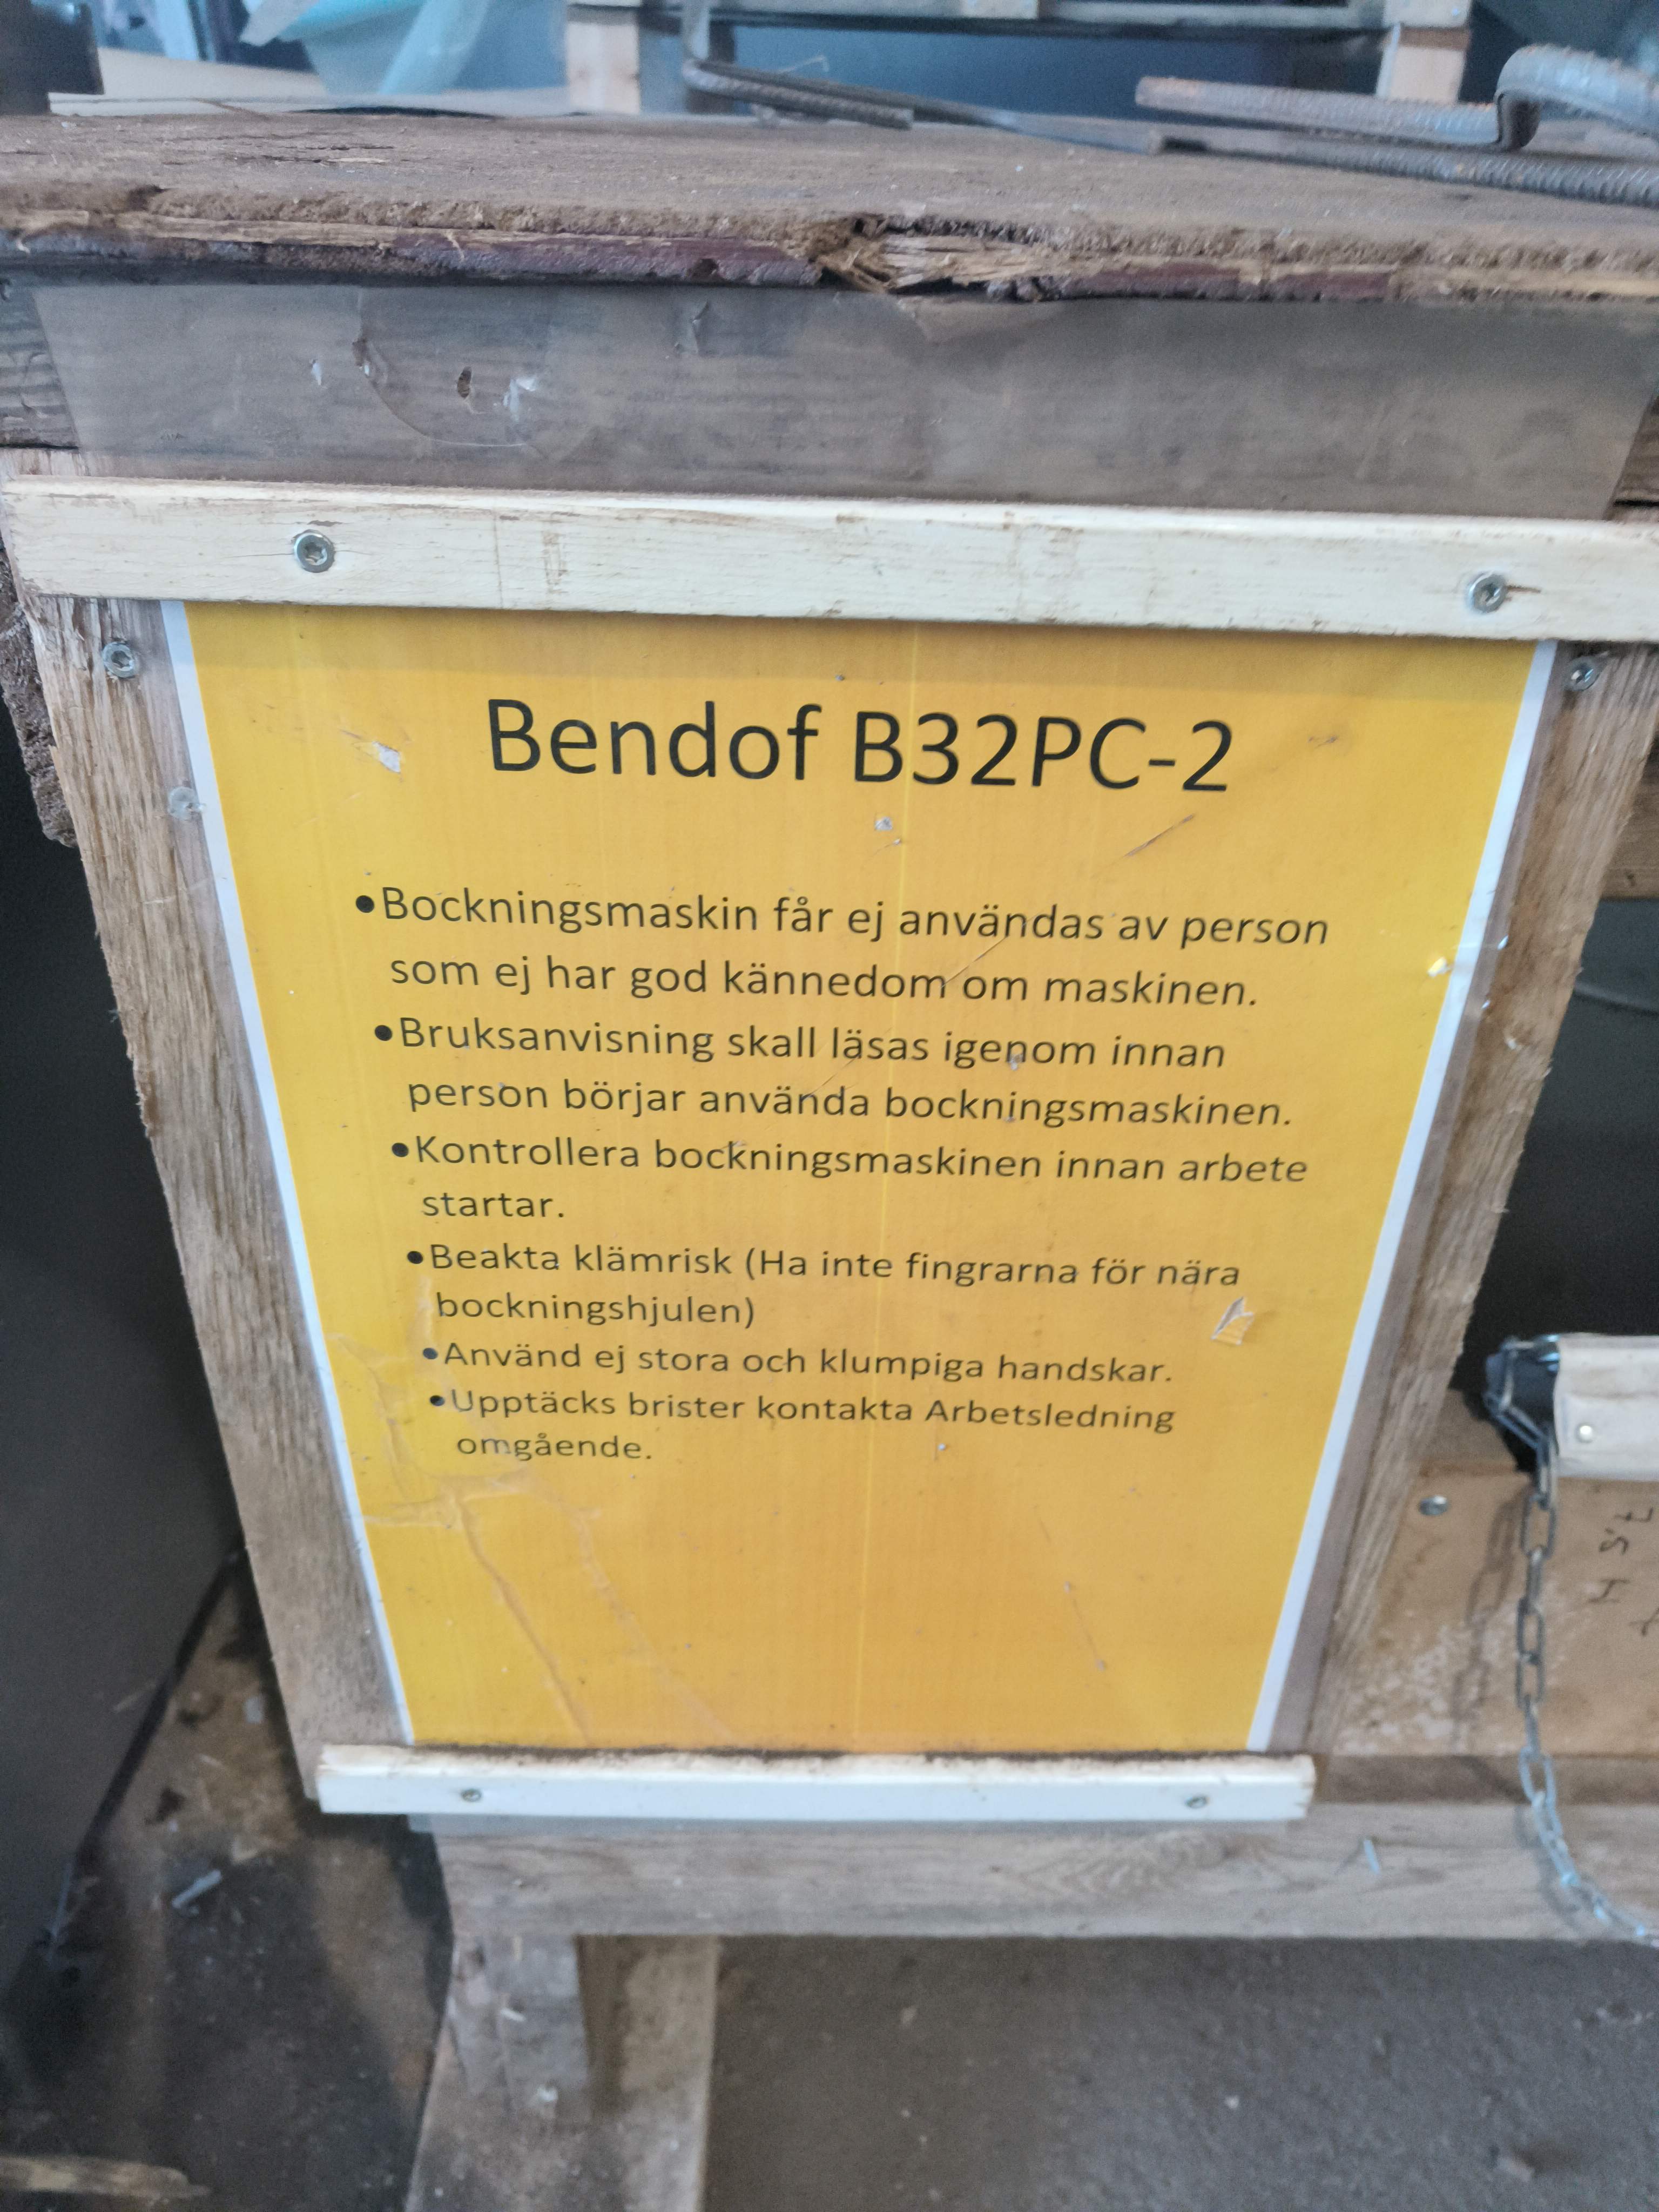 Bendof B32PC-2
•Bockningsmaskin får ej användas av person
som ej har god kännedom om maskinen.
•Bruksanvisning skall läsas igenom innan
person börjar använda bockningsmaskinen.
•Kontrollera bockningsmaskinen innan arbete
startar.
•Beakta klämrisk (Ha inte fingrarna för nära
bockningshjulen)
•Använd ej stora och klumpiga handskar.
•Upptäcks brister kontakta Arbetsledning
omgående.